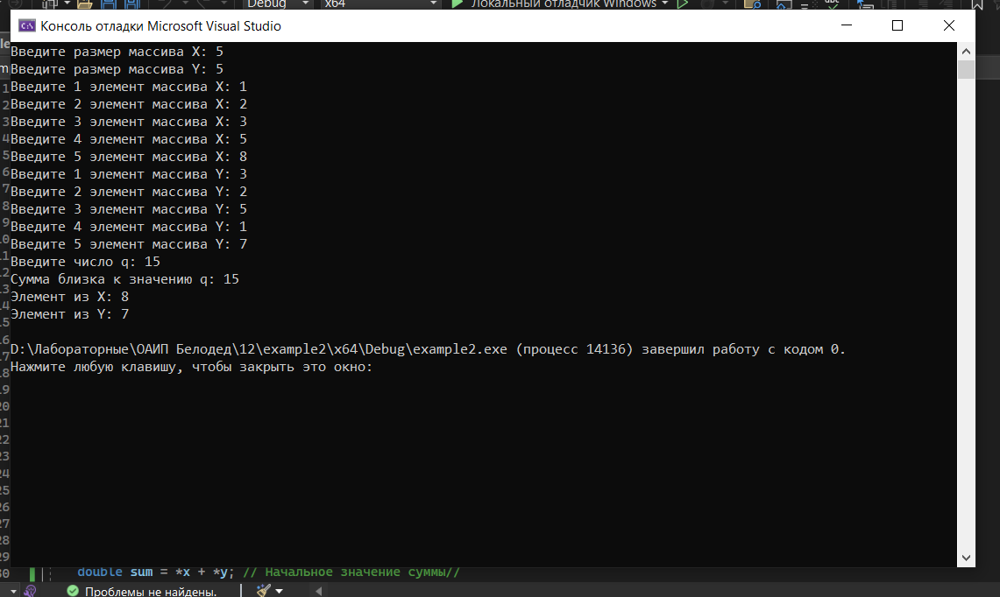 Debug x64 Локальный отладчик Windows
Консоль отладки Microsoft Visual Studio
Введите размер массива X: 5
Введите размер массива Y: 5
Введите 1 элемент массива X: 1
Введите 2 элемент массива X: 2
Введите 3 элемент массива X: 3
Введите 4 элемент массива X: 5
Введите 5 элемент массива X: 8
Введите 1 элемент массива Y: 3
Введите 2 элемент массива Y: 2
Введите 3 элемент массива Y: 5
Введите 4 элемент массива Y: 1
Введите 5 элемент массива Y: 7
Введите число q: 15
Сумма близка к значению q: 15
Элемент из X: 8
Элемент из Y: 7
D:\Лабораторные\ОАИП Белодед\12\example2\x64\Debug\example2.exe (процесс 14136) завершил работу с кодом 0.
Нажмите любую клавишу, чтобы закрыть это окно:
double sum = *x + *y; // Начальное значение суммы//
Проблемы не найдены.